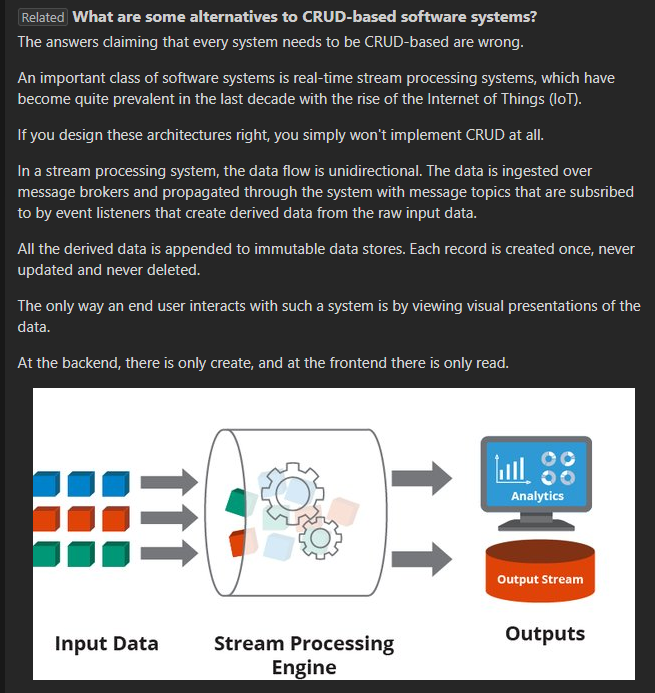 Related What are some alternatives to CRUD-based software systems?
The answers claiming that every system needs to be CRUD-based are wrong.
An important class of software systems is real-time stream processing systems, which have
become quite prevalent in the last decade with the rise of the Internet of Things (IoT).
If you design these architectures right, you simply won't implement CRUD at all.
In a stream processing system, the data flow is unidirectional. The data is ingested over
message brokers and propagated through the system with message topics that are subsribed
to by event listeners that create derived data from the raw input data.
All the derived data is appended to immutable data stores. Each record is created once, never
updated and never deleted.
The only way an end user interacts with such a system is by viewing visual presentations of the
data.
At the backend, there is only create, and at the frontend there is only read.
Analytics
Output Stream
Input Data
Stream Processing
Engine
Outputs